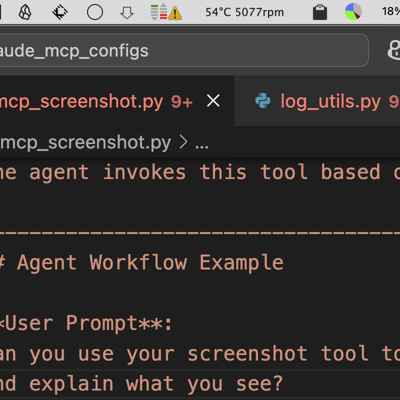 54°C 5077rpm 18%
aude_mcp_configs
mcp_screenshot.py 9+ log_utils.py 9
mcp_screenshot.py > ...
he agent invokes this tool based
# Agent Workflow Example
*User Prompt**:
an you use your screenshot tool to
nd explain what you see?